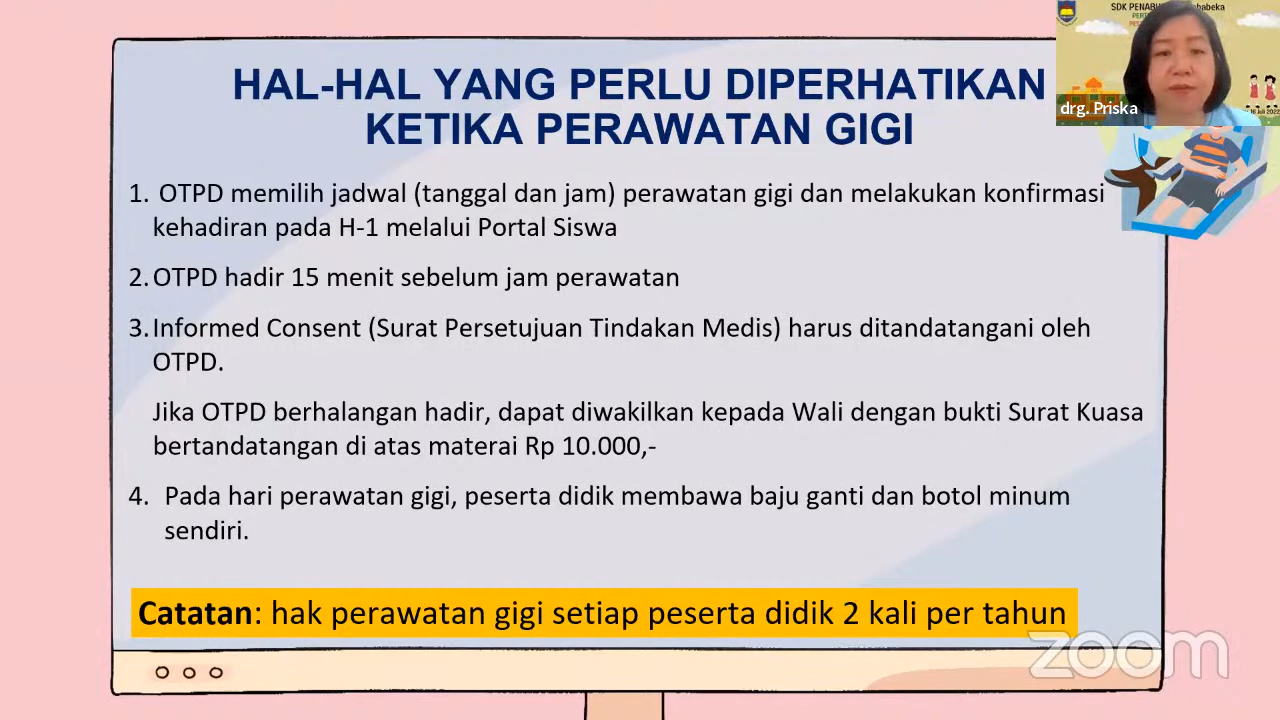 SDK PENABU
HAL-HAL YANG PERLU DIPERHATIKAN
KETIKA PERAWATAN GIGI
drg. Priska
1. OTPD memilih jadwal (tanggal dan jam) perawatan gigi dan melakukan konfirmasi
kehadiran pada H-1 melalui Portal Siswa
2. OTPD hadir 15 menit sebelum jam perawatan
3. Informed Consent (Surat Persetujuan Tindakan Medis) harus ditandatangani oleh
OTPD.
Jika OTPD berhalangan hadir, dapat diwakilkan kepada Wali dengan bukti Surat Kuasa
bertandatangan di atas materai Rp 10.000,-
4. Pada hari perawatan gigi, peserta didik membawa baju ganti dan botol minum
sendiri.
Catatan: hak perawatan gigi setiap peserta didik 2 kali per tahun
zoom